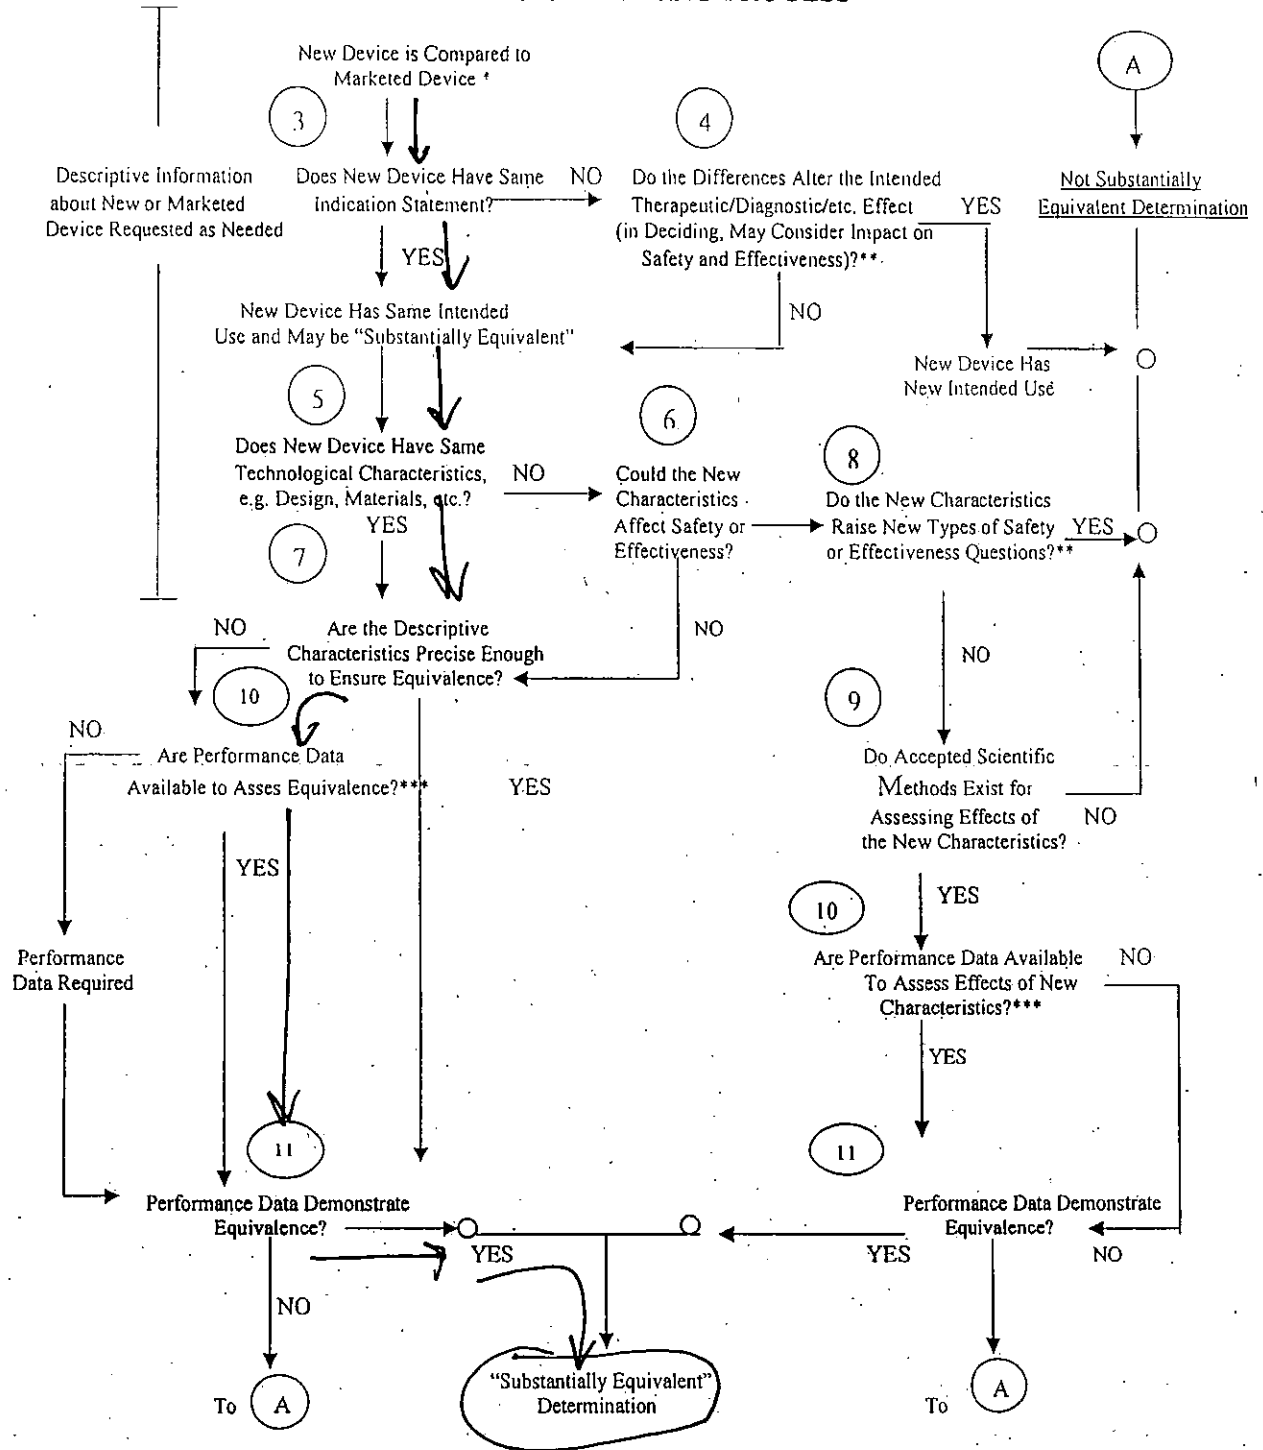 New Device is Compared to
Marketed Device *
A
3
4
Descriptive Information
about New or Marketed
Device Requested as Needed
Does New Device Have Same
Indication Statement?
NO
Do the Differences Alter the Intended
Therapeutic/Diagnostic/etc. Effect
(in Deciding, May Consider Impact on
Safety and Effectiveness)?**
YES
Not Substantially
Equivalent Determination
YES
NO
New Device Has Same Intended
Use and May be "Substantially Equivalent"
New Device Has
New Intended Use
5
6
8
Does New Device Have Same
Technological Characteristics,
e.g. Design, Materials, etc.?
NO
Could the New
Characteristics
Affect Safety or
Effectiveness?
Do the New Characteristics
Raise New Types of Safety
or Effectiveness Questions?**
YES
YES
7
NO
Are the Descriptive
Characteristics Precise Enough
to Ensure Equivalence?
NO
NO
10
9
NO
Are Performance Data
Available to Asses Equivalence?***
YES
Do Accepted Scientific
Methods Exist for
Assessing Effects of
the New Characteristics?
NO
YES
YES
10
Performance
Data Required
Are Performance Data Available
To Assess Effects of New
Characteristics?***
NO
YES
11
11
Performance Data Demonstrate
Equivalence?
YES
Performance Data Demonstrate
Equivalence?
YES
NO
NO
"Substantially Equivalent"
Determination
To
A
To
A